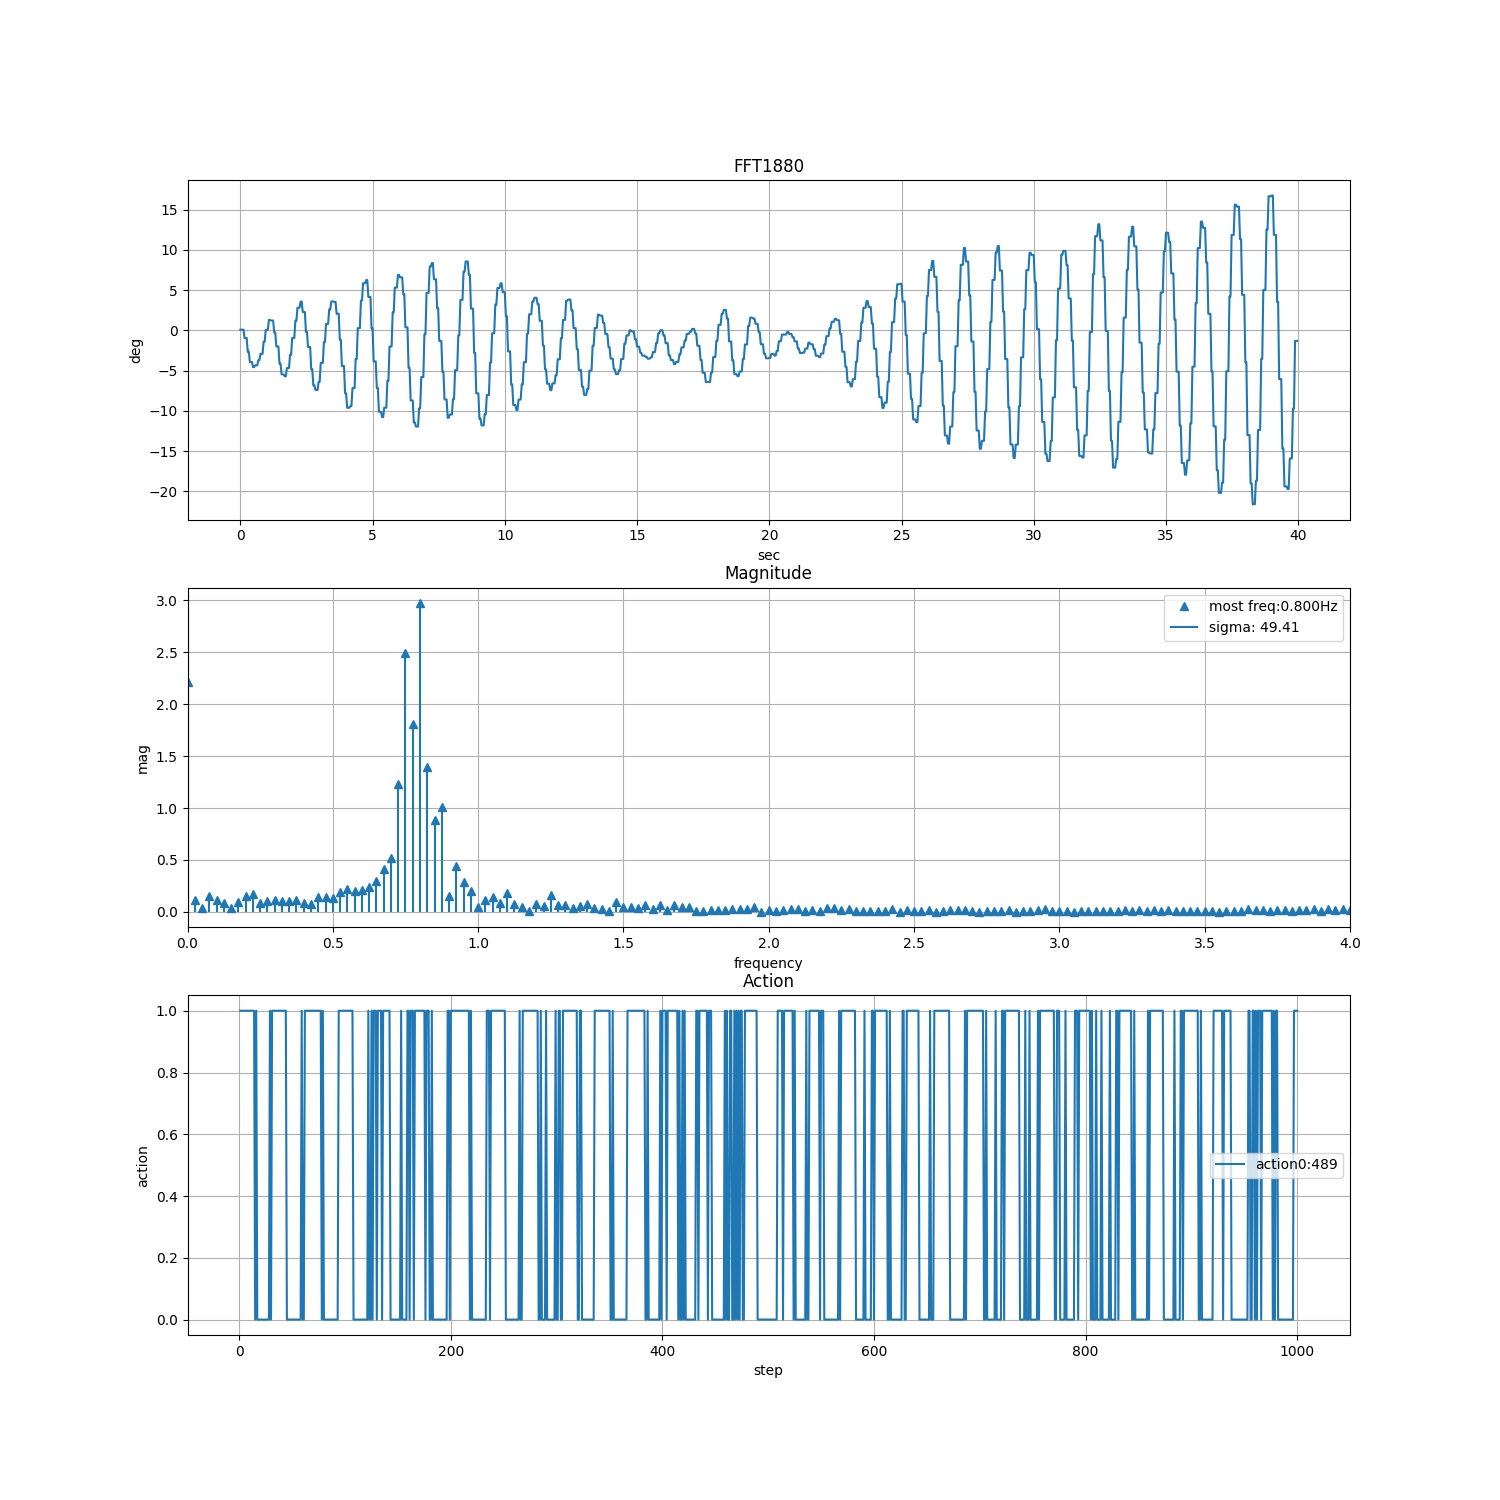 FFT1880
15
10
5
0
−5
−10
−15
−20
deg
0 5 10 15 20 25 30 35 40
sec
Magnitude
3.0
2.5
2.0
1.5
1.0
0.5
0.0
mag
most freq:0.800Hz
sigma: 49.41
0.0 0.5 1.0 1.5 2.0 2.5 3.0 3.5 4.0
frequency
Action
1.0
0.8
0.6
0.4
0.2
0.0
action
action0:489
0 200 400 600 800 1000
step